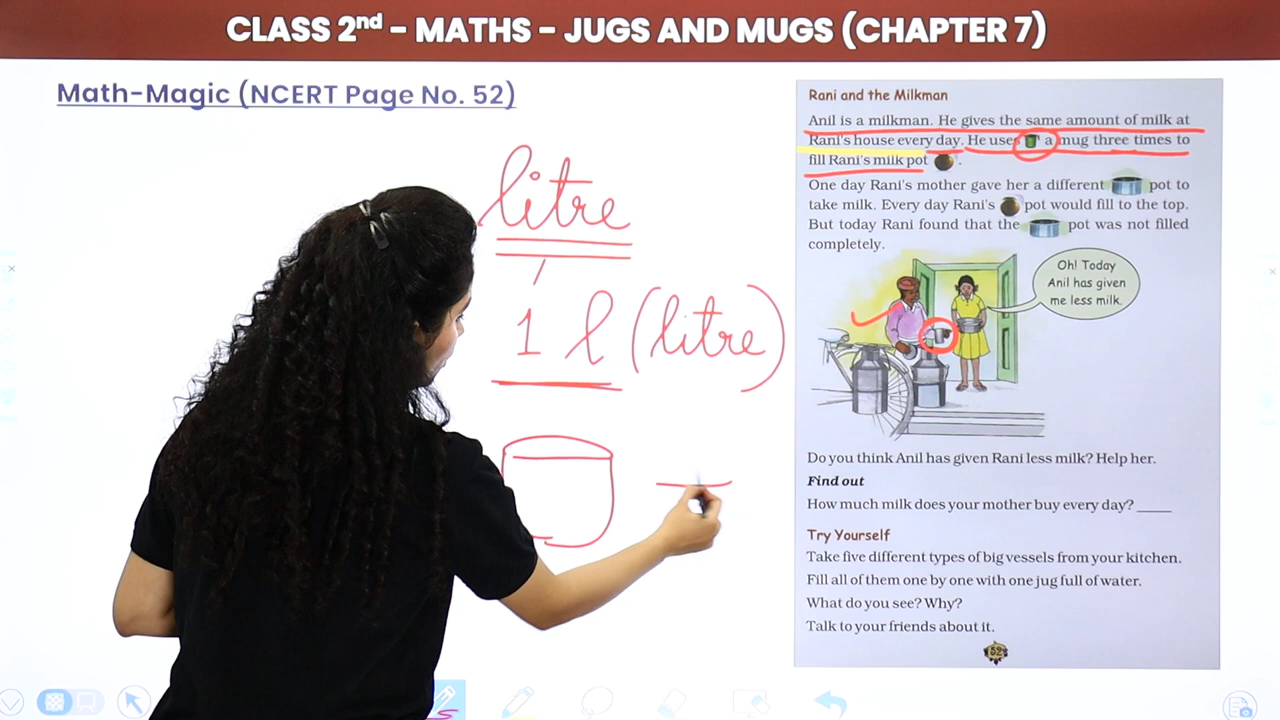 CLASS 2nd - MATHS - JUGS AND MUGS (CHAPTER 7)
Math-Magic (NCERT Page No. 52)
litre
1 l (litre)
Rani and the Milkman
Anil is a milkman. He gives the same amount of milk at
Rani's house every day. He uses a mug three times to
fill Rani's milk pot .
One day Rani's mother gave her a different pot to
take milk. Every day Rani's pot would fill to the top.
But today Rani found that the pot was not filled
completely.
Oh! Today
Anil has given
me less milk.
Do you think Anil has given Rani less milk? Help her.
Find out
How much milk does your mother buy every day? _____
Try Yourself
Take five different types of big vessels from your kitchen.
Fill all of them one by one with one jug full of water.
What do you see? Why?
Talk to your friends about it.
52